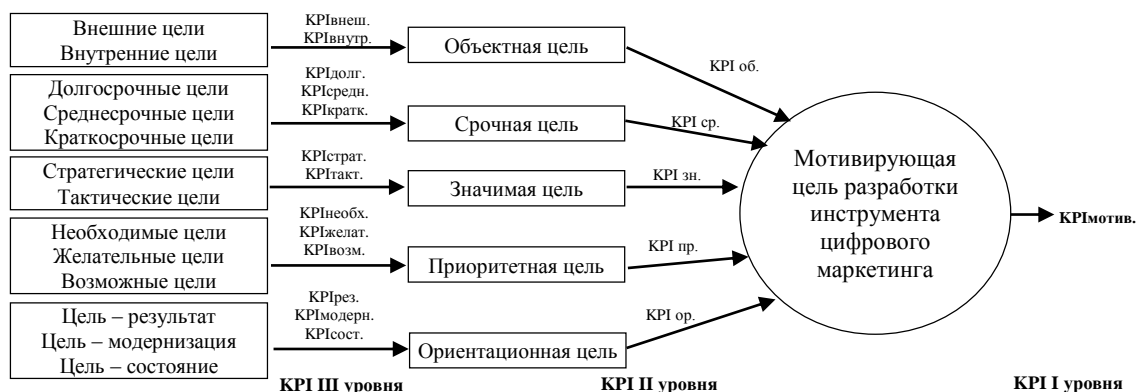 Внешние цели
Внутренние цели
KPIвнеш.
KPIвнутр.
Объектная цель
KPI об.
Долгосрочные цели
Среднесрочные цели
Краткосрочные цели
KPIдолг.
KPIсредн.
KPIкратк.
Срочная цель
KPI ср.
Стратегические цели
Тактические цели
KPIстрат.
KPIтакт.
Значимая цель
KPI зн.
Необходимые цели
Желательные цели
Возможные цели
KPIнеобх.
KPIжелат.
KPIвозм.
Приоритетная цель
KPI пр.
Цель – результат
Цель – модернизация
Цель – состояние
KPIрез.
KPIмодерн.
KPIсост.
Ориентационная цель
KPI ор.
Мотивирующая
цель разработки
инструмента
цифрового
маркетинга
KPIмотив.
KPI III уровня
KPI II уровня
KPI I уровня